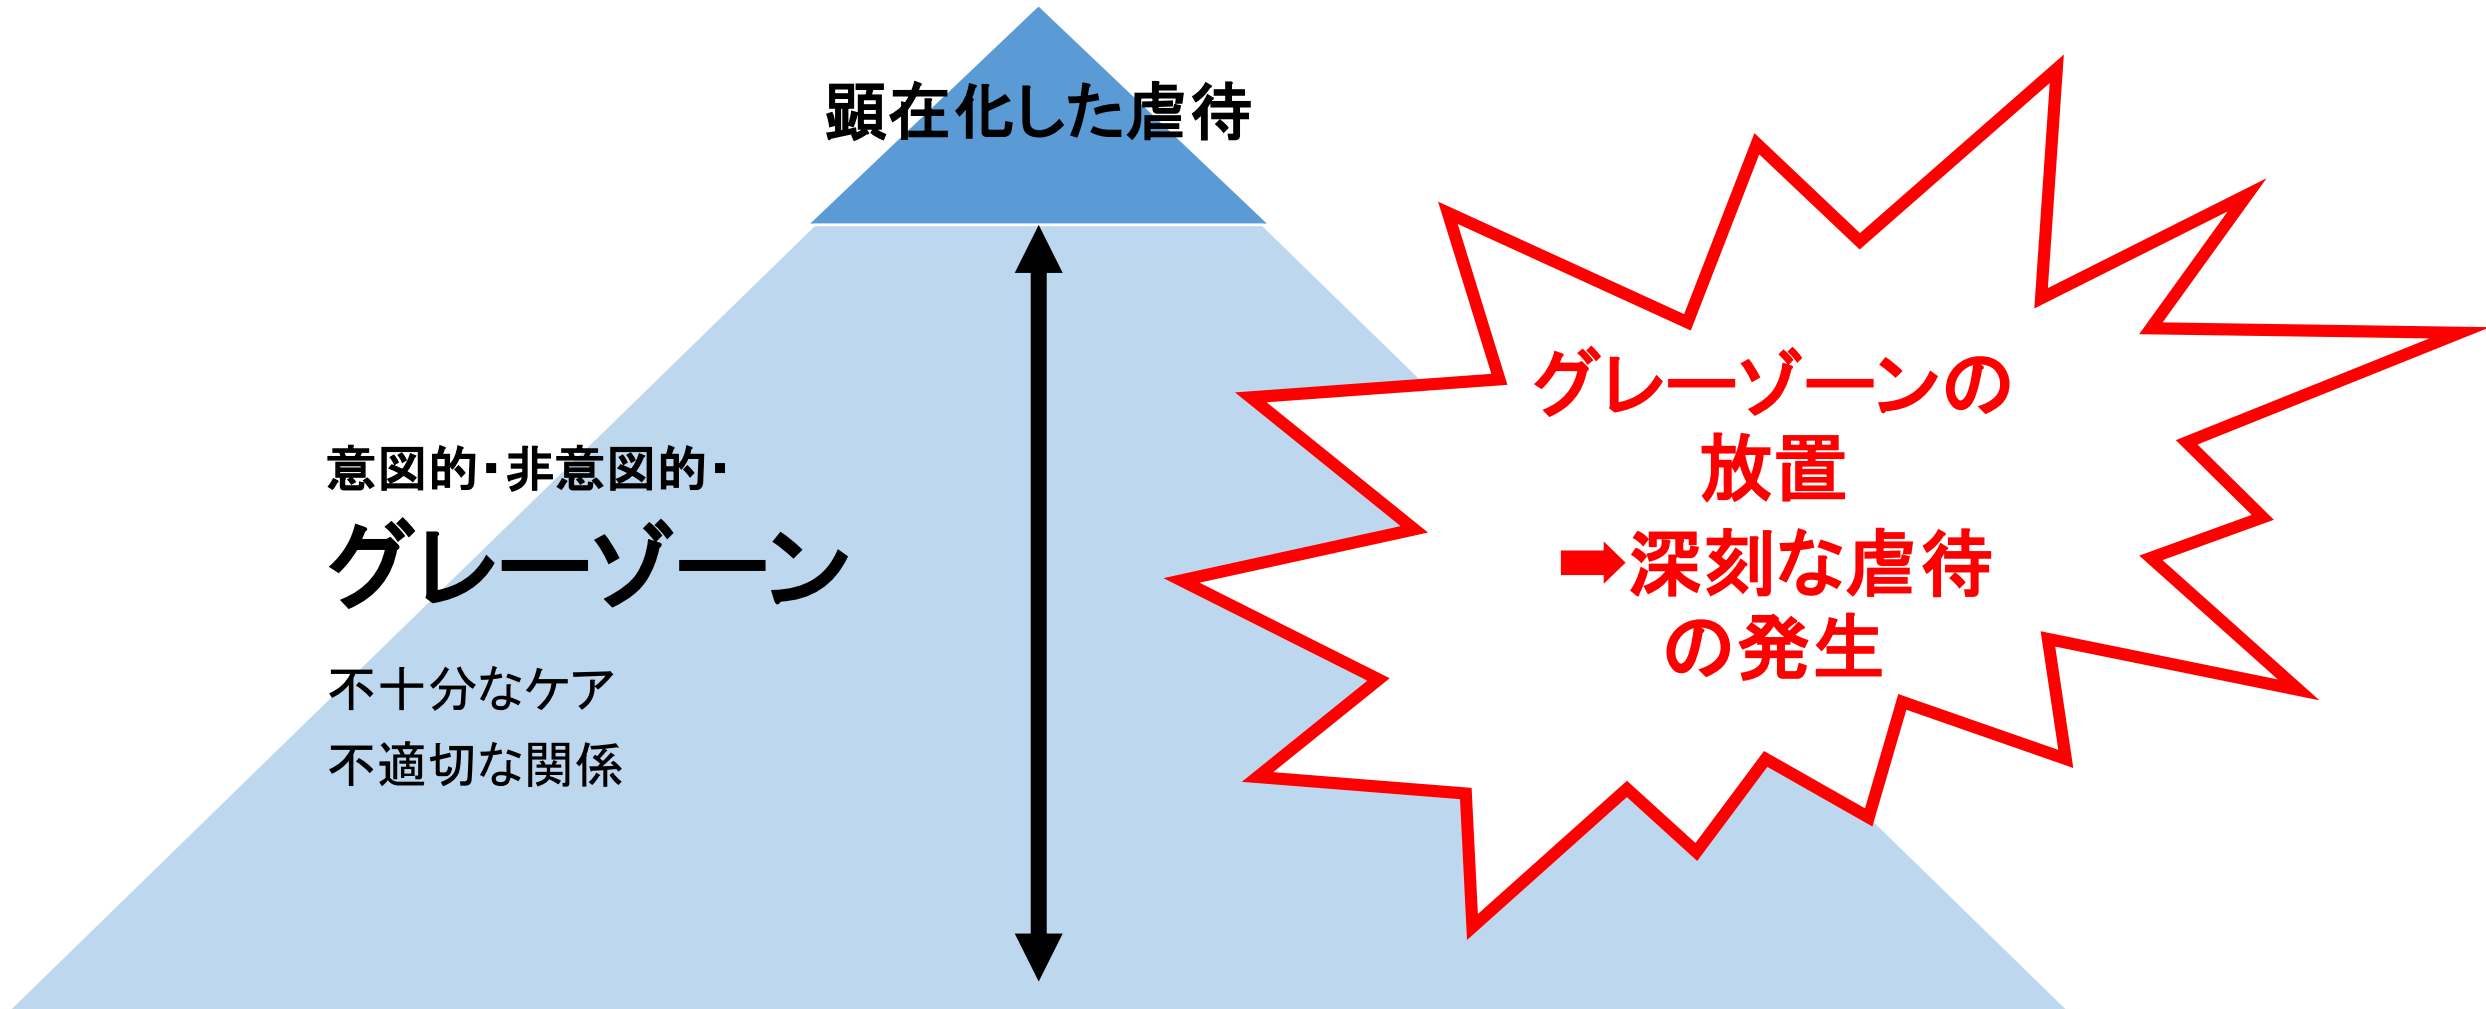 顕在化した虐待
意図的･非意図的･
グレーゾーン
不十分なケア
不適切な関係
グレーゾーンの
放置
➡深刻な虐待
の発生